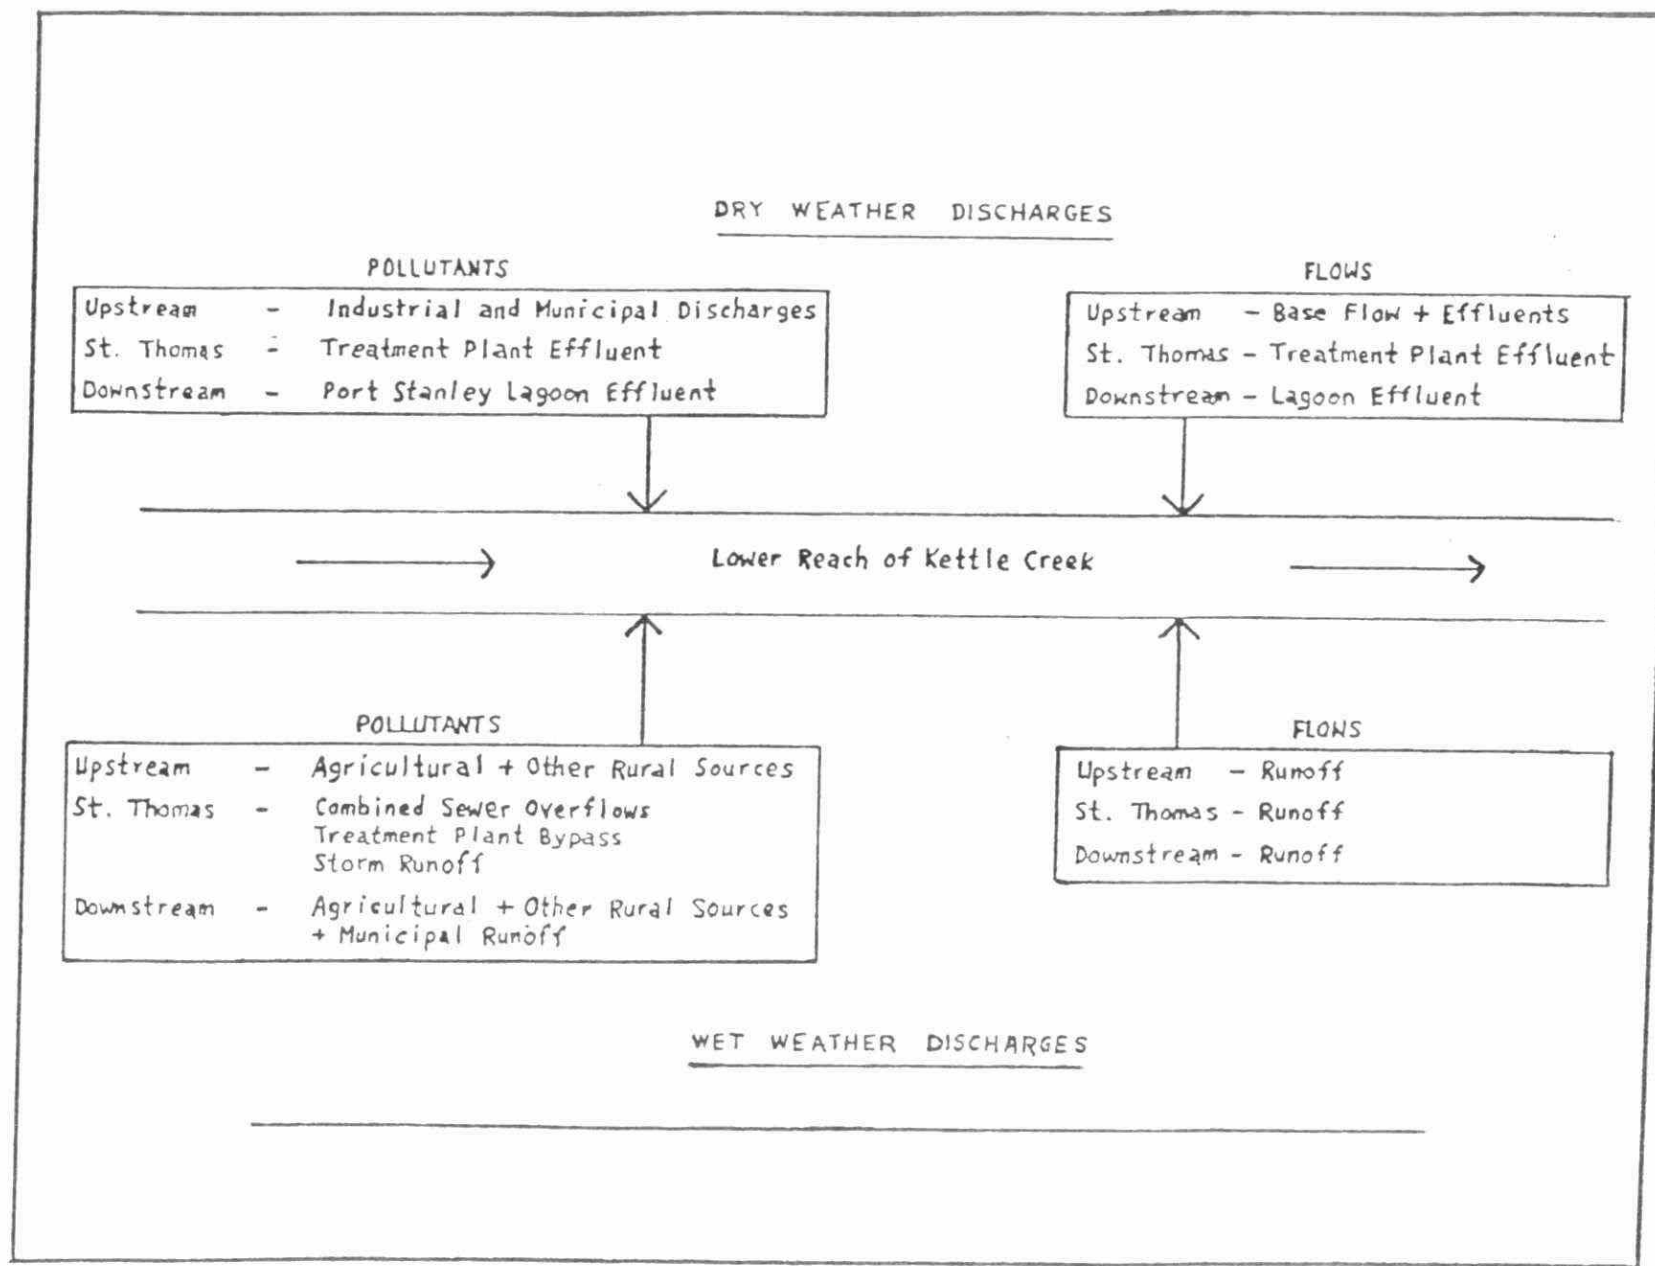 DRY WEATHER DISCHARGES
POLLUTANTS
Upstream - Industrial and Municipal Discharges
St. Thomas - Treatment Plant Effluent
Downstream - Port Stanley Lagoon Effluent
FLOWS
Upstream - Base Flow + Effluents
St. Thomas - Treatment Plant Effluent
Downstream - Lagoon Effluent
Lower Reach of Kettle Creek
POLLUTANTS
Upstream - Agricultural + Other Rural Sources
St. Thomas - Combined Sewer Overflows
Treatment Plant Bypass
Storm Runoff
Downstream - Agricultural + Other Rural Sources
+ Municipal Runoff
FLOWS
Upstream - Runoff
St. Thomas - Runoff
Downstream - Runoff
WET WEATHER DISCHARGES